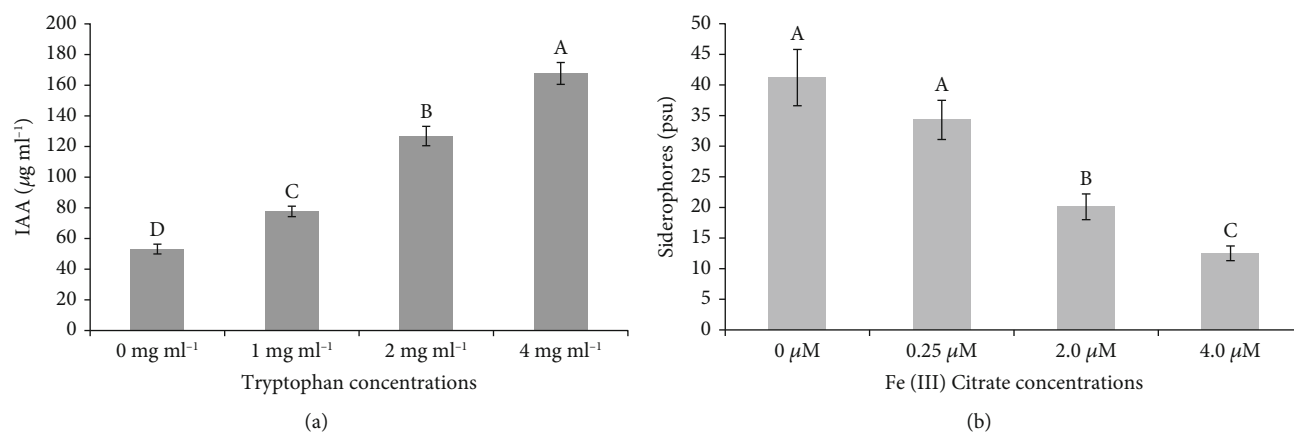 200
180
160
140
120
100
80
60
40
20
0
IAA (µg ml⁻¹)
D
C
B
A
0 mg ml⁻¹ 1 mg ml⁻¹ 2 mg ml⁻¹ 4 mg ml⁻¹
Tryptophan concentrations
(a)
50
45
40
35
30
25
20
15
10
5
0
Siderophores (psu)
A
A
B
C
0 µM 0.25 µM 2.0 µM 4.0 µM
Fe (III) Citrate concentrations
(b)